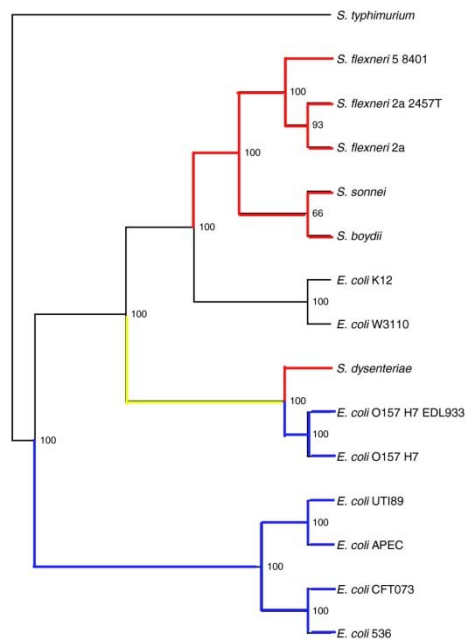 S. typhimurium
S. flexneri 5 8401
100
S. flexneri 2a 2457T
93
S. flexneri 2a
100
S. sonnei
66
S. boydii
100
E. coli K12
100
E. coli W3110
100
S. dysenteriae
100
E. coli O157 H7 EDL933
100
E. coli O157 H7
100
E. coli UTI89
100
E. coli APEC
100
E. coli CFT073
100
E. coli 536